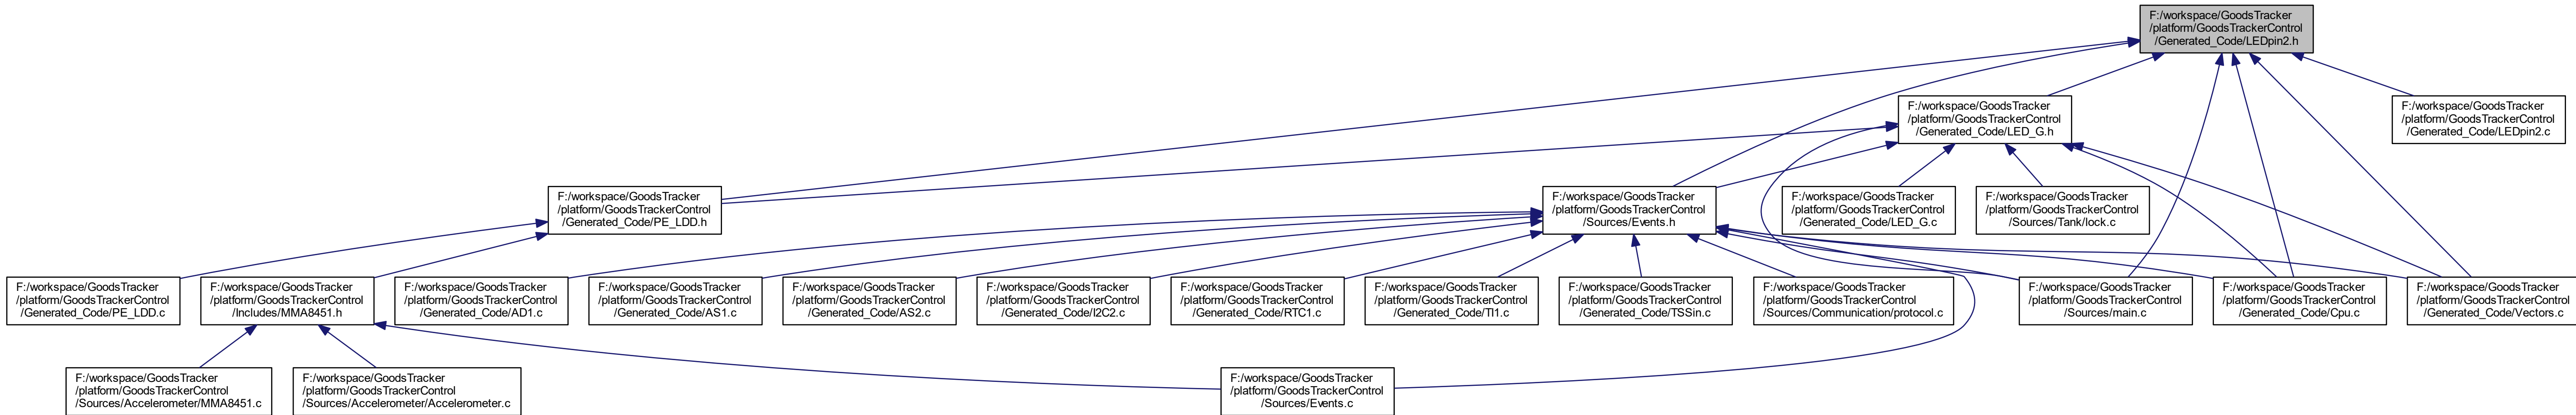 F:/workspace/GoodsTracker
/platform/GoodsTrackerControl
/Generated_Code/LEDpin2.h
F:/workspace/GoodsTracker
/platform/GoodsTrackerControl
/Generated_Code/LED_G.h
F:/workspace/GoodsTracker
/platform/GoodsTrackerControl
/Generated_Code/LEDpin2.c
F:/workspace/GoodsTracker
/platform/GoodsTrackerControl
/Generated_Code/PE_LDD.h
F:/workspace/GoodsTracker
/platform/GoodsTrackerControl
/Sources/Events.h
F:/workspace/GoodsTracker
/platform/GoodsTrackerControl
/Generated_Code/LED_G.c
F:/workspace/GoodsTracker
/platform/GoodsTrackerControl
/Sources/Tank/lock.c
F:/workspace/GoodsTracker
/platform/GoodsTrackerControl
/Generated_Code/PE_LDD.c
F:/workspace/GoodsTracker
/platform/GoodsTrackerControl
/Includes/MMA8451.h
F:/workspace/GoodsTracker
/platform/GoodsTrackerControl
/Generated_Code/AD1.c
F:/workspace/GoodsTracker
/platform/GoodsTrackerControl
/Generated_Code/AS1.c
F:/workspace/GoodsTracker
/platform/GoodsTrackerControl
/Generated_Code/AS2.c
F:/workspace/GoodsTracker
/platform/GoodsTrackerControl
/Generated_Code/I2C2.c
F:/workspace/GoodsTracker
/platform/GoodsTrackerControl
/Generated_Code/RTC1.c
F:/workspace/GoodsTracker
/platform/GoodsTrackerControl
/Generated_Code/TI1.c
F:/workspace/GoodsTracker
/platform/GoodsTrackerControl
/Generated_Code/TSSin.c
F:/workspace/GoodsTracker
/platform/GoodsTrackerControl
/Sources/Communication/protocol.c
F:/workspace/GoodsTracker
/platform/GoodsTrackerControl
/Sources/main.c
F:/workspace/GoodsTracker
/platform/GoodsTrackerControl
/Generated_Code/Cpu.c
F:/workspace/GoodsTracker
/platform/GoodsTrackerControl
/Generated_Code/Vectors.c
F:/workspace/GoodsTracker
/platform/GoodsTrackerControl
/Sources/Accelerometer/MMA8451.c
F:/workspace/GoodsTracker
/platform/GoodsTrackerControl
/Sources/Accelerometer/Accelerometer.c
F:/workspace/GoodsTracker
/platform/GoodsTrackerControl
/Sources/Events.c